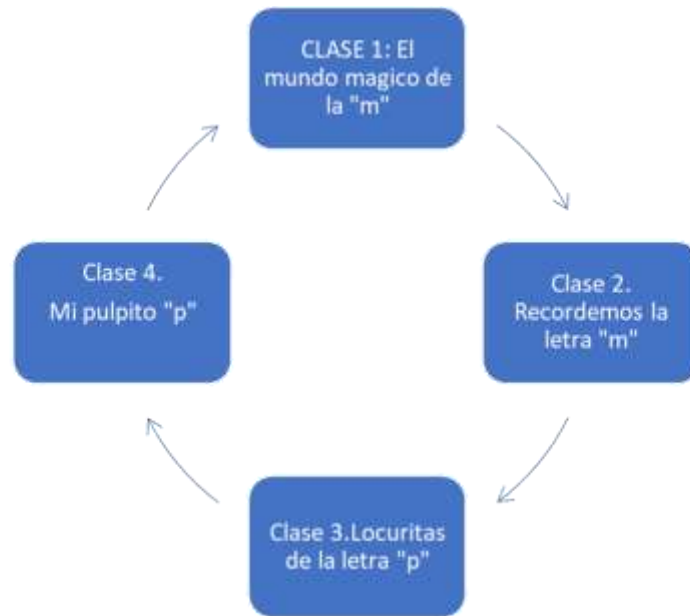 CLASE 1: El
mundo magico de
la "m"
Clase 2.
Recordemos la
letra "m"
Clase 3.Locuritas
de la letra "p"
Clase 4.
Mi pulpito "p"